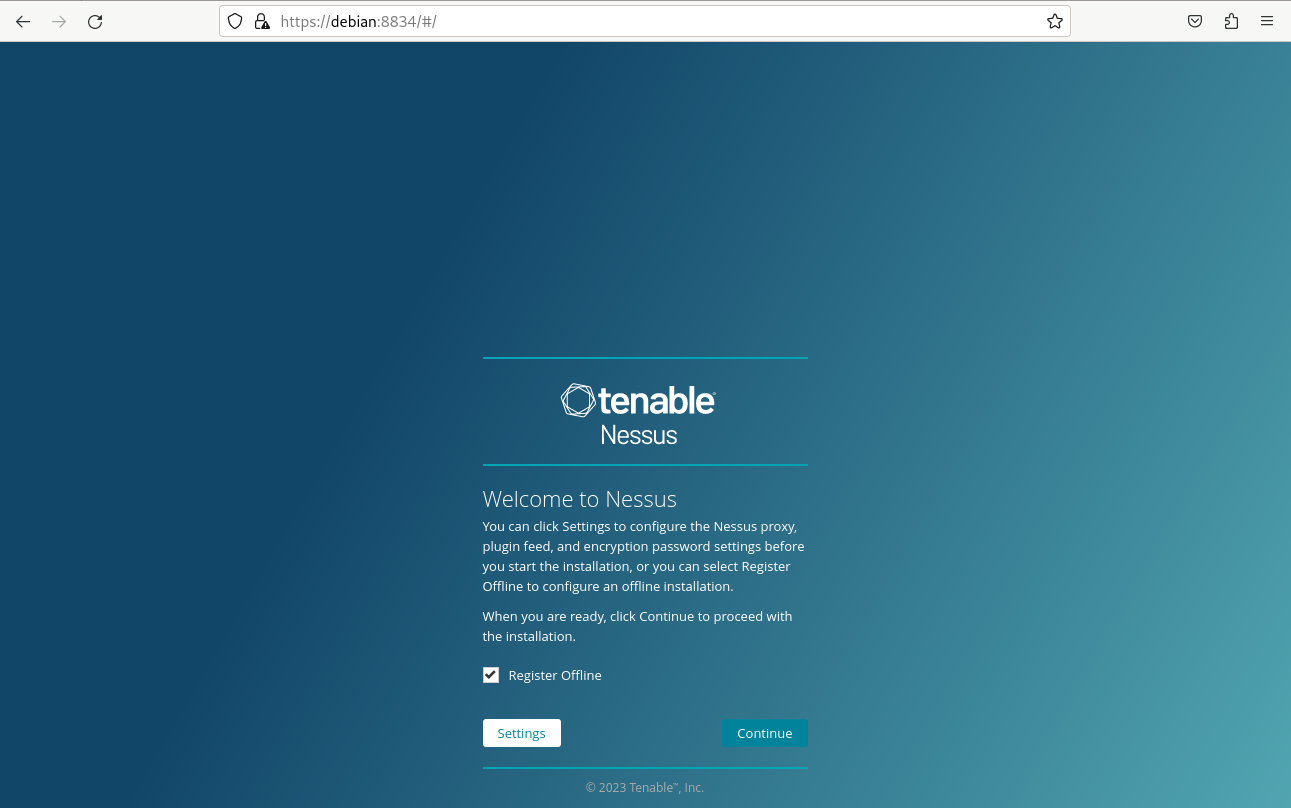 https://debian:8834/#/
tenable
Nessus
Welcome to Nessus
You can click Settings to configure the Nessus proxy,
plugin feed, and encryption password settings before
you start the installation, or you can select Register
Offline to configure an offline installation.
When you are ready, click Continue to proceed with
the installation.
Register Offline
Settings Continue
© 2023 Tenable™, Inc.